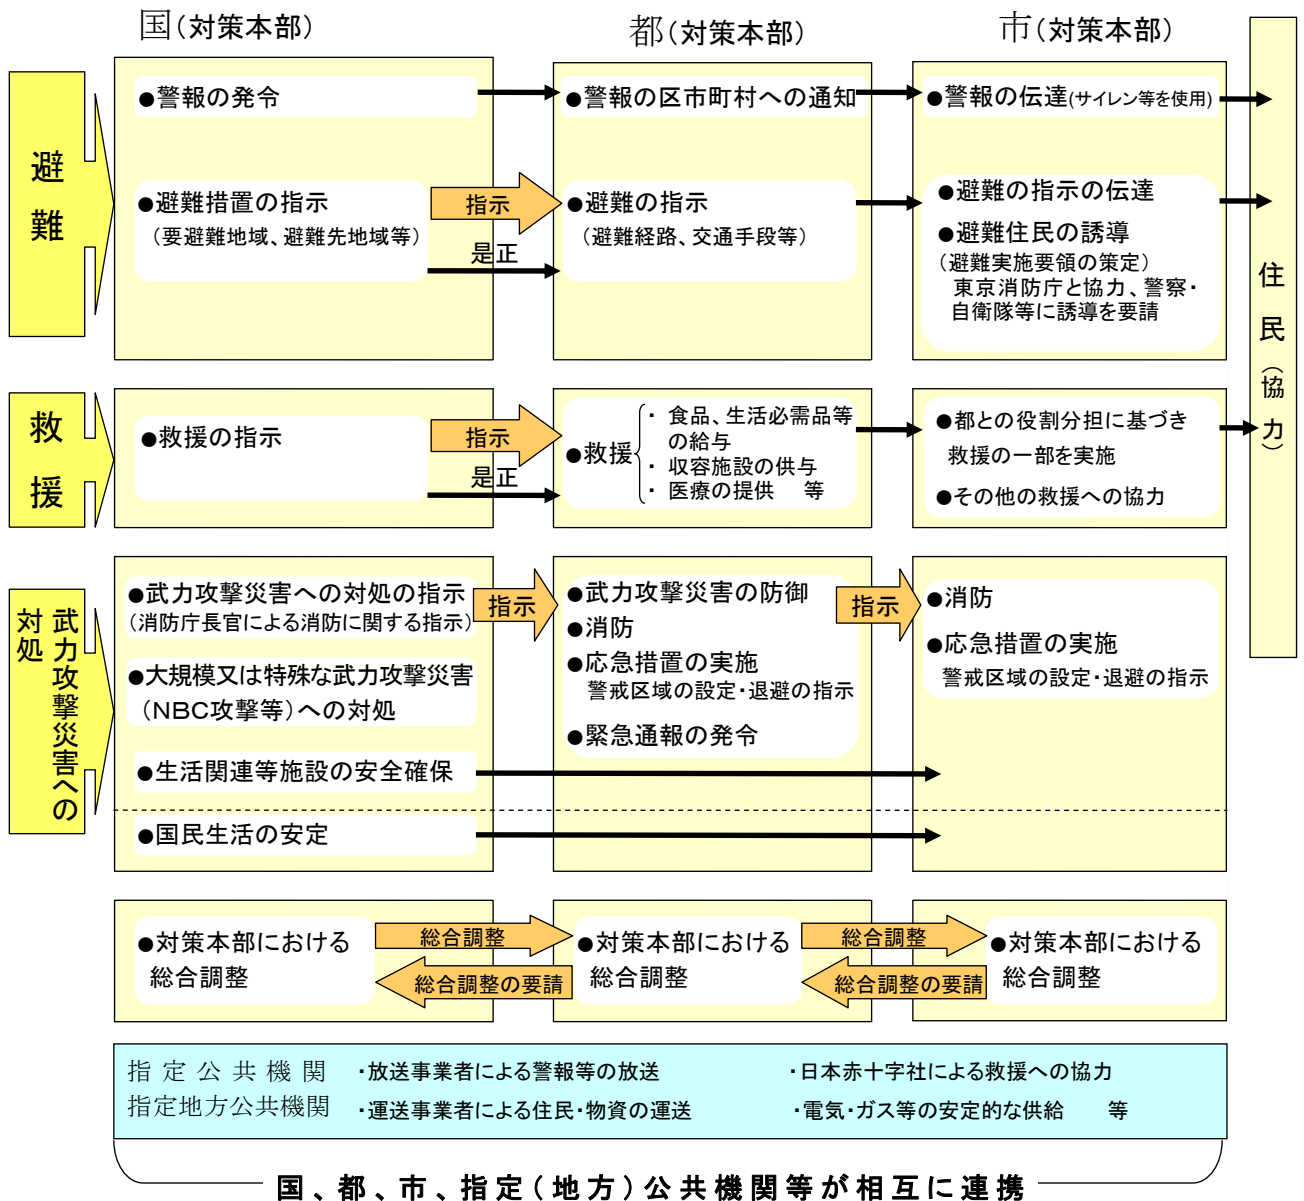 国(対策本部)
都(対策本部)
市(対策本部)
避難
●警報の発令
●警報の区市町村への通知
●警報の伝達(サイレン等を使用)
●避難措置の指示
(要避難地域、避難先地域等)
指示
是正
●避難の指示
(避難経路、交通手段等)
●避難の指示の伝達
●避難住民の誘導
(避難実施要領の策定)
東京消防庁と協力、警察・
自衛隊等に誘導を要請
住民(協力)
救援
●救援の指示
指示
是正
●救援
・ 食品、生活必需品等
の給与
・ 収容施設の供与
・ 医療の提供 等
●都との役割分担に基づき
救援の一部を実施
●その他の救援への協力
武力攻撃災害への
対処
●武力攻撃災害への対処の指示
(消防庁長官による消防に関する指示)
指示
●大規模又は特殊な武力攻撃災害
(NBC攻撃等)への対処
●生活関連等施設の安全確保
●国民生活の安定
●武力攻撃災害の防御
●消防
●応急措置の実施
警戒区域の設定・退避の指示
●緊急通報の発令
指示
●消防
●応急措置の実施
警戒区域の設定・退避の指示
●対策本部における
総合調整
総合調整
総合調整の要請
●対策本部における
総合調整
総合調整
総合調整の要請
●対策本部における
総合調整
指定公共機関
指定地方公共機関
・放送事業者による警報等の放送
・日本赤十字社による救援への協力
・運送事業者による住民・物資の運送
・電気・ガス等の安定的な供給 等
国、都、市、指定(地方)公共機関等が相互に連携